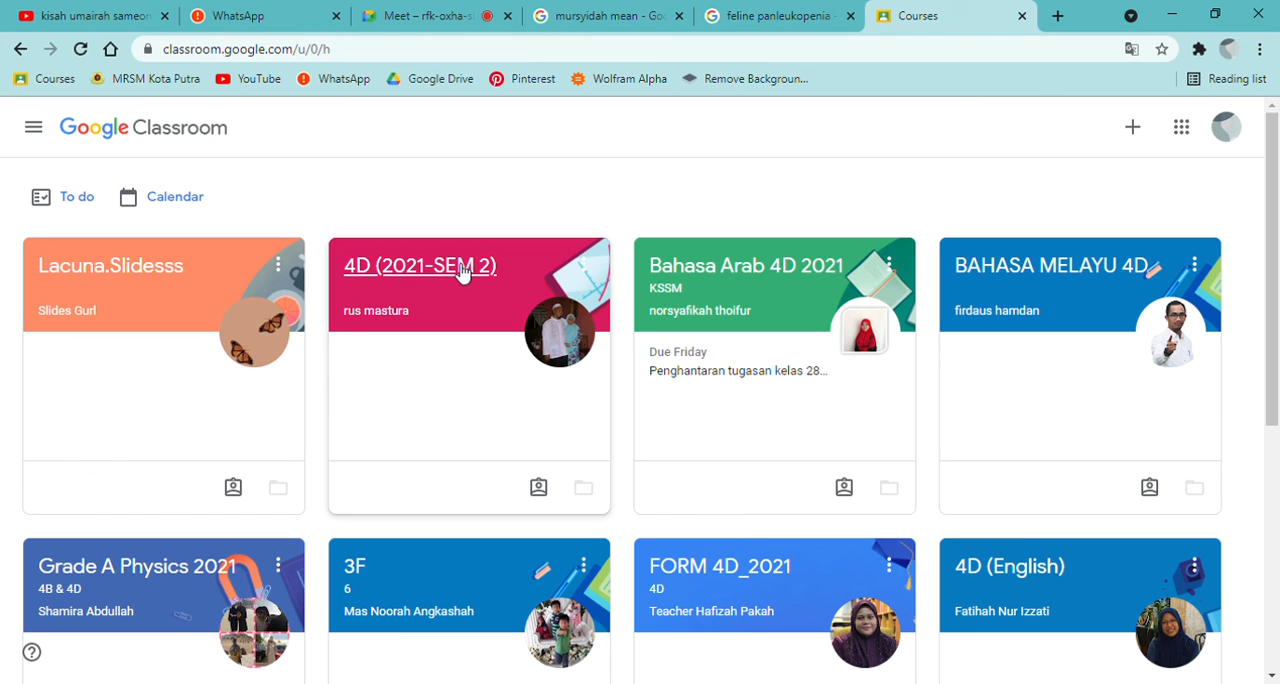 kisah umairah sameon
WhatsApp
Meet – rfk-oxha-s
mursyidah mean - Goo
feline panleukopenia -
Courses
classroom.google.com/u/0/h
Courses
MRSM Kota Putra
YouTube
WhatsApp
Google Drive
Pinterest
Wolfram Alpha
Remove Backgroun...
Reading list
Google Classroom
To do
Calendar
Lacuna.Slidesss
Slides Gurl
4D (2021-SEM 2)
rus mastura
Bahasa Arab 4D 2021
KSSM
norsyafikah thoifur
Due Friday
Penghantaran tugasan kelas 28...
BAHASA MELAYU 4D
firdaus hamdan
Grade A Physics 2021
4B & 4D
Shamira Abdullah
3F
6
Mas Noorah Angkashah
FORM 4D_2021
4D
Teacher Hafizah Pakah
4D (English)
Fatihah Nur Izzati